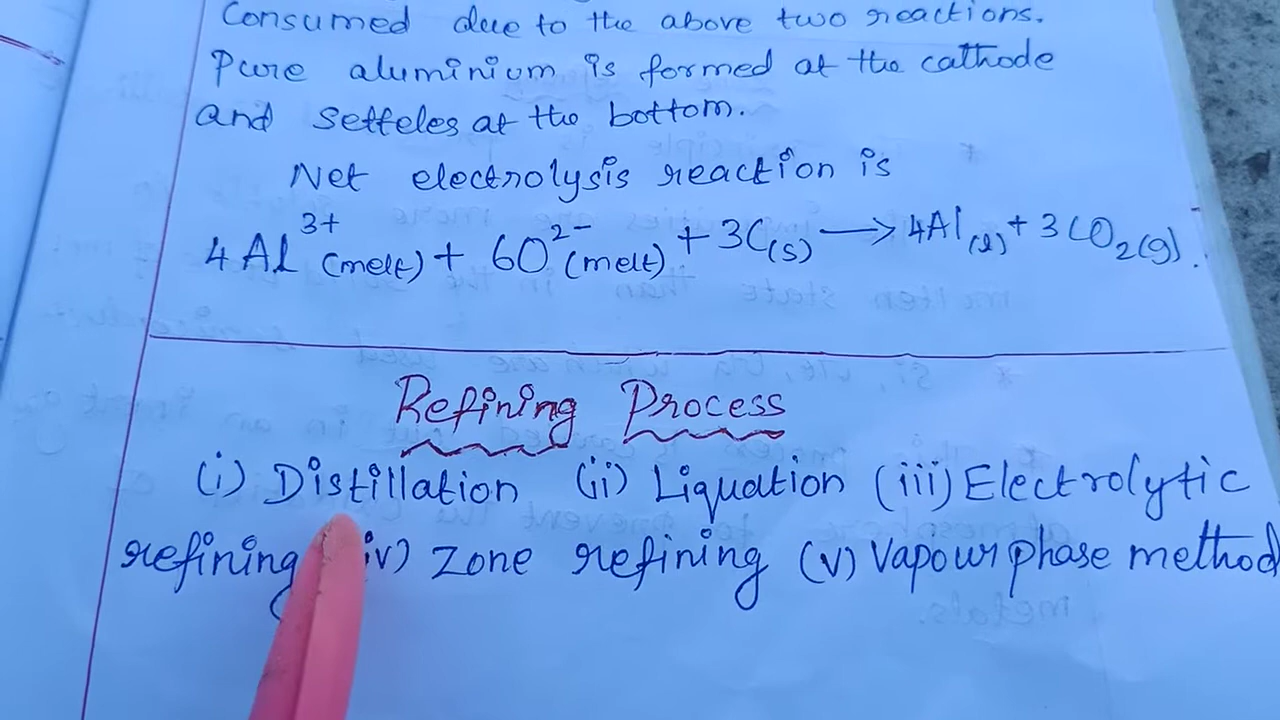 Consumed due to the above two reactions.
Pure aluminium is formed at the cathode
and setteles at the bottom.
Net electrolysis reaction is
4Al³⁺(melt) + 6O²⁻(melt) + 3C(s) → 4Al(l) + 3CO₂(g).
Refining Process
(i) Distillation (ii) Liquation (iii) Electrolytic
refining (iv) Zone refining (v) Vapour phase method